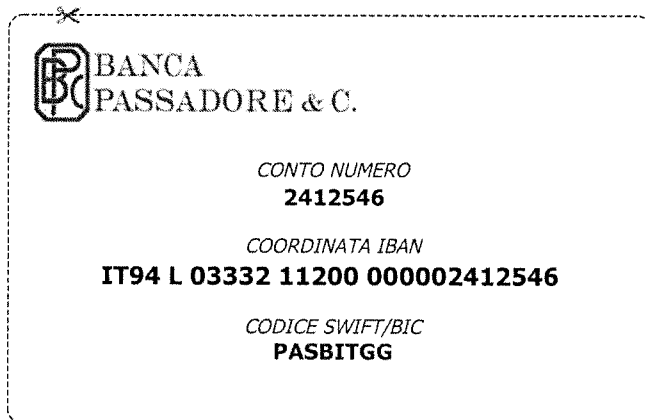 BANCA
PASSADORE & C.
CONTO NUMERO
2412546
COORDINATA IBAN
IT94 L 03332 11200 000002412546
CODICE SWIFT/BIC
PASBITGG